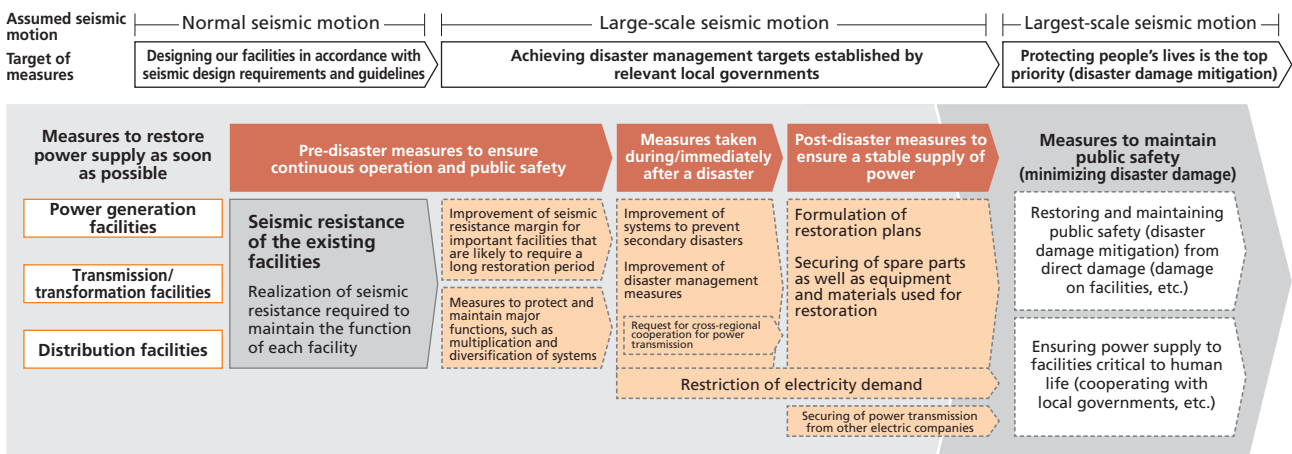 Assumed seismic
motion
Normal seismic motion
Large-scale seismic motion
Largest-scale seismic motion
Target of
measures
Designing our facilities in accordance with
seismic design requirements and guidelines
Achieving disaster management targets established by
relevant local governments
Protecting people's lives is the top
priority (disaster damage mitigation)
Measures to restore
power supply as soon
as possible
Pre-disaster measures to ensure
continuous operation and public safety
Measures taken
during/immediately
after a disaster
Post-disaster measures to
ensure a stable supply of
power
Measures to maintain
public safety
(minimizing disaster damage)
Power generation
facilities
Transmission/
transformation facilities
Distribution facilities
Seismic resistance
of the existing
facilities
Realization of seismic
resistance required to
maintain the function
of each facility
Improvement of seismic
resistance margin for
important facilities that
are likely to require a
long restoration period
Measures to protect and
maintain major
functions, such as
multiplication and
diversification of systems
Improvement of
systems to prevent
secondary disasters
Improvement of
disaster management
measures
Request for cross-regional
cooperation for power
transmission
Formulation of
restoration plans
Securing of spare parts
as well as equipment
and materials used for
restoration
Restriction of electricity demand
Securing of power transmission
from other electric companies
Restoring and maintaining
public safety (disaster
damage mitigation) from
direct damage (damage
on facilities, etc.)
Ensuring power supply to
facilities critical to human
life (cooperating with
local governments, etc.)